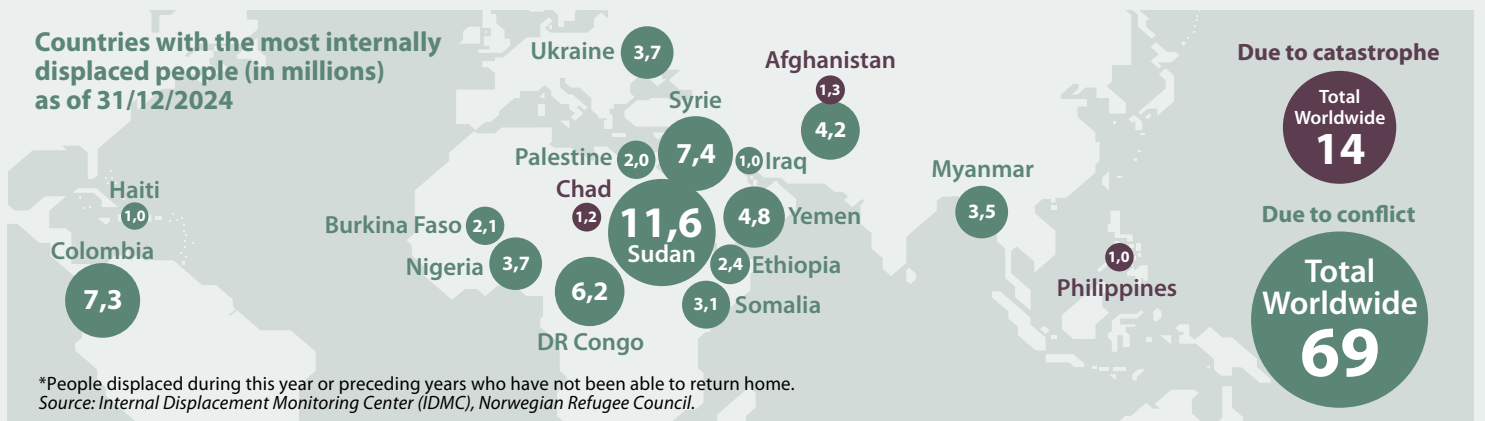 Countries with the most internally
displaced people (in millions)
as of 31/12/2024
Ukraine
3,7
Afghanistan
1,3
4,2
Syrie
7,4
Palestine
2,0
1,0
Iraq
Chad
1,2
11,6
Sudan
4,8
Yemen
Myanmar
3,5
Haiti
1,0
Colombia
7,3
Burkina Faso
2,1
Nigeria
3,7
6,2
DR Congo
2,4
Ethiopia
3,1
Somalia
1,0
Philippines
Due to catastrophe
Total
Worldwide
14
Due to conflict
Total
Worldwide
69
*People displaced during this year or preceding years who have not been able to return home.
Source: Internal Displacement Monitoring Center (IDMC), Norwegian Refugee Council.